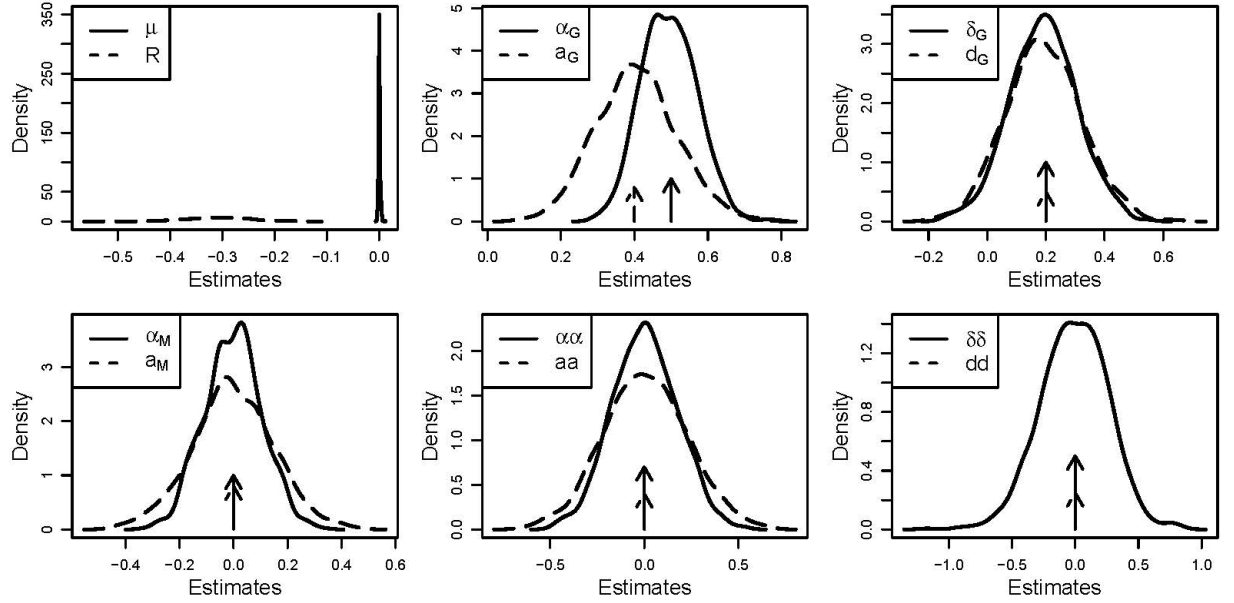 μ
R
Density
350
250
150
50
0
−0.5 −0.4 −0.3 −0.2 −0.1 0.0
Estimates
α_G
a_G
Density
5
4
3
2
1
0
0.0 0.2 0.4 0.6 0.8
Estimates
δ_G
d_G
Density
3.0
2.0
1.0
0.0
−0.2 0.0 0.2 0.4 0.6
Estimates
α_M
a_M
Density
3
2
1
0
−0.4 −0.2 0.0 0.2 0.4 0.6
Estimates
αα
aa
Density
2.0
1.5
1.0
0.5
0.0
−0.5 0.0 0.5
Estimates
δδ
dd
Density
1.2
0.8
0.4
0.0
−1.0 −0.5 0.0 0.5 1.0
Estimates